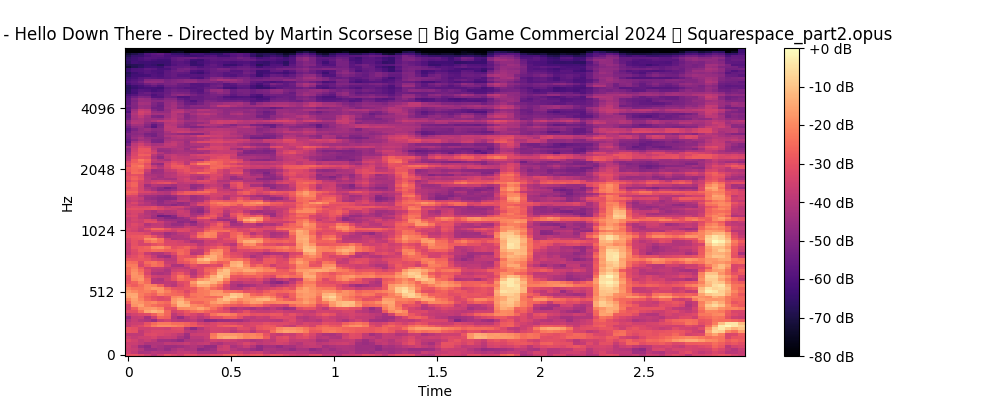 - Hello Down There - Directed by Martin Scorsese ▯ Big Game Commercial 2024 ▯ Squarespace_part2.opus
+0 dB
4096
-10 dB
-20 dB
2048
-30 dB
Hz
-40 dB
1024
-50 dB
-60 dB
512
-70 dB
0
-80 dB
0 0.5 1 1.5 2 2.5
Time